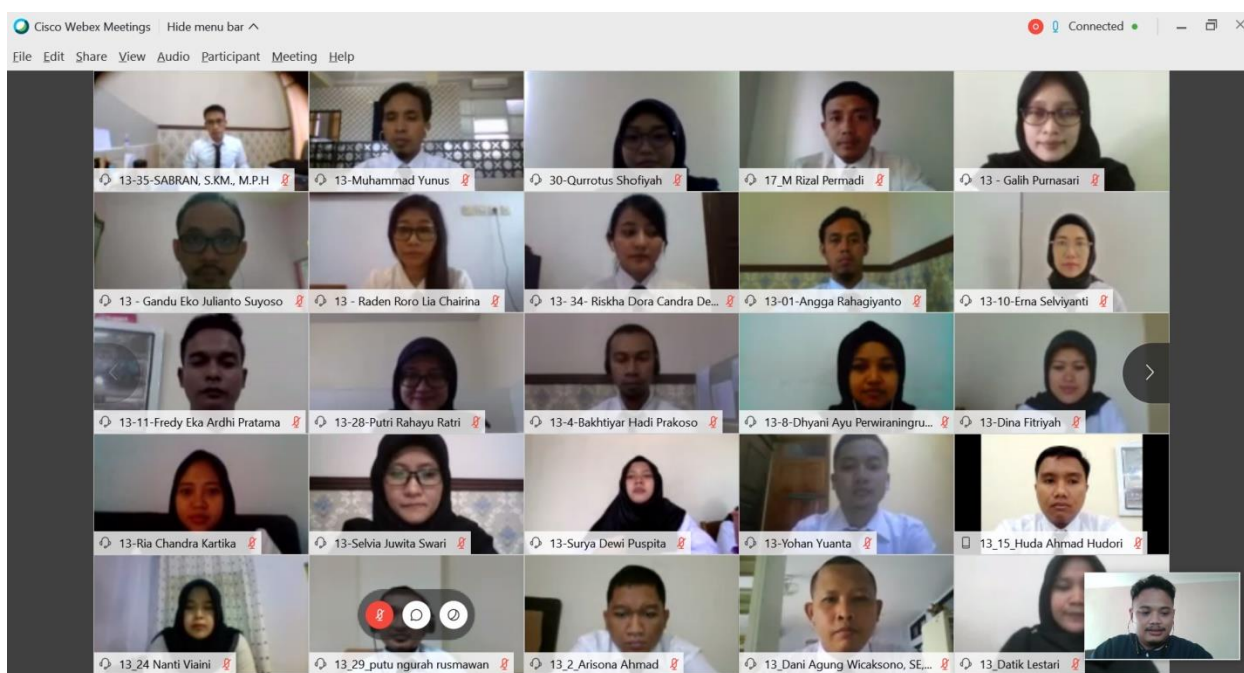 Cisco Webex Meetings Hide menu bar
Connected
File Edit Share View Audio Participant Meeting Help
13-35-SABRAN, S.KM., M.P.H
13-Muhammad Yunus
30-Qurrotus Shofiyah
17_M Rizal Permadi
13 - Galih Purnasari
13 - Gandu Eko Julianto Suyoso
13 - Raden Roro Lia Chairina
13- 34- Riskha Dora Candra De...
13-01-Angga Rahagiyanto
13-10-Erna Selviyanti
13-11-Fredy Eka Ardhi Pratama
13-28-Putri Rahayu Ratri
13-4-Bakhtiyar Hadi Prakoso
13-8-Dhyani Ayu Perwiraningru...
13-Dina Fitriyah
13-Ria Chandra Kartika
13-Selvia Juwita Swari
13-Surya Dewi Puspita
13-Yohan Yuanta
13_15_Huda Ahmad Hudori
13_24 Nanti Viaini
13_29_putu ngurah rusmawan
13_2_Arisona Ahmad
13_Dani Agung Wicaksono, SE,...
13_Datik Lestari